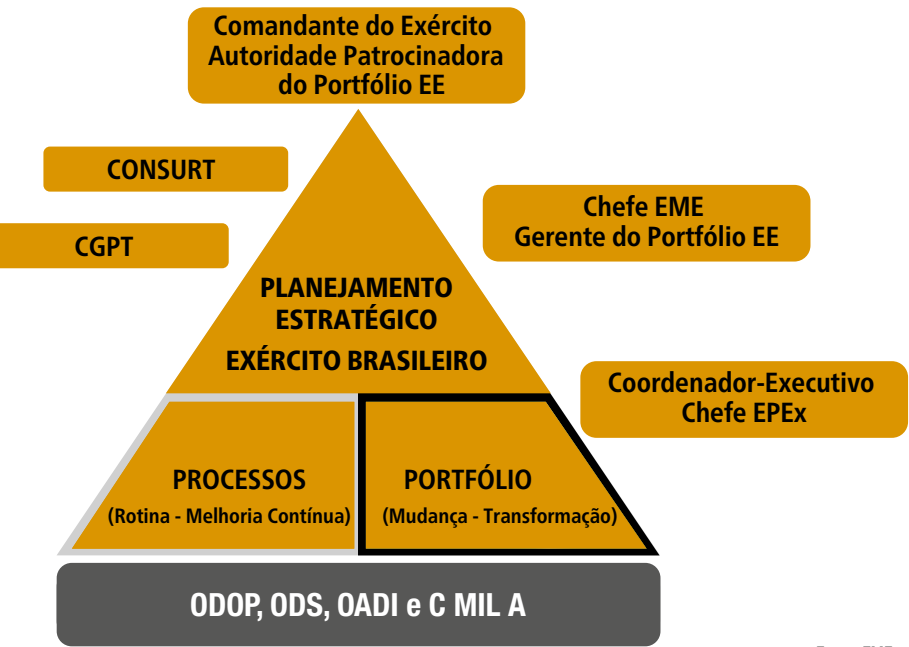 Comandante do Exército
Autoridade Patrocinadora
do Portfólio EE
CONSURT
CGPT
Chefe EME
Gerente do Portfólio EE
PLANEJAMENTO
ESTRATÉGICO
EXÉRCITO BRASILEIRO
Coordenador-Executivo
Chefe EPEx
PROCESSOS
(Rotina - Melhoria Contínua)
PORTFÓLIO
(Mudança - Transformação)
ODOP, ODS, OADI e C MIL A